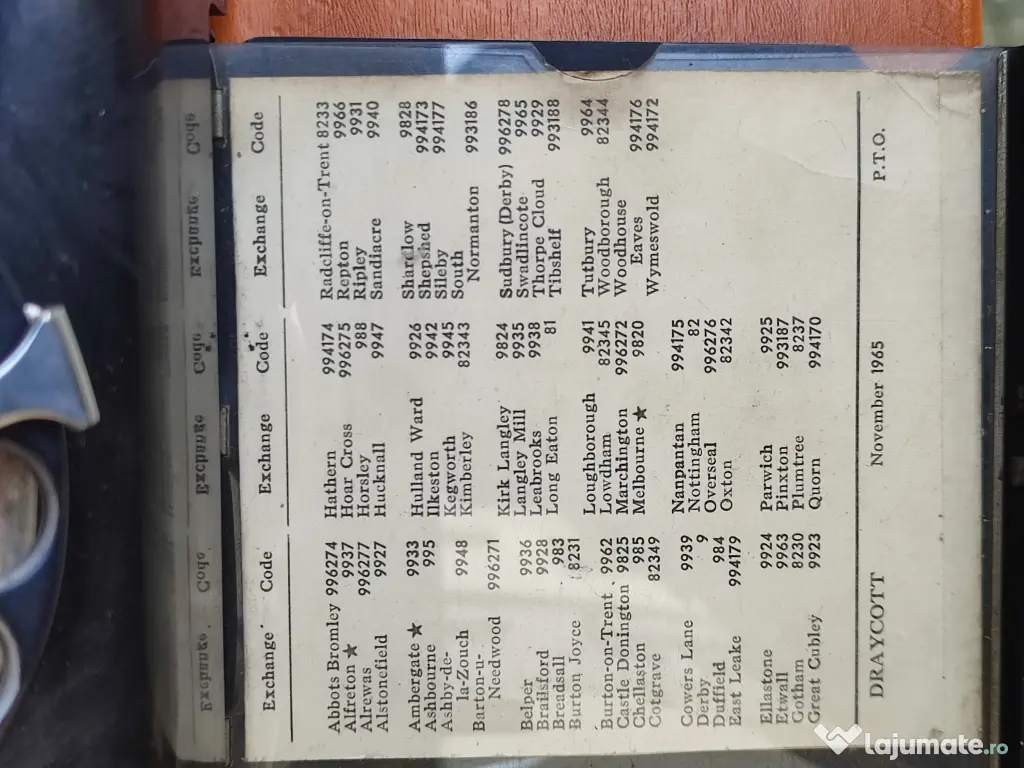 Exchange Code
Abbots Bromley 996274
Alfreton ★ 9937
Alrewas 996277
Alstonefield 9927
Ambergate ★ 9933
Ashbourne 995
Ashby-de-
la-Zouch 9948
Barton-u-
Needwood 996271
Belper 9936
Brailsford 9928
Breadsall 983
Burton Joyce 8231
Burton-on-Trent 9962
Castle Donington 9825
Chellaston 985
Cotgrave 82349
Cowers Lane 9939
Derby 9
Duffield 984
East Leake 994179
Ellastone 9924
Etwall 9963
Gotham 8230
Great Cubley 9923
Exchange Code
Hathern 994174
Hoar Cross 996275
Horsley 988
Hucknall 9947
Hulland Ward 9926
Ilkeston 9942
Kegworth 9945
Kimberley 82343
Kirk Langley 9824
Langley Mill 9935
Leabrooks 9938
Long Eaton 81
Loughborough 9941
Lowdham 82345
Marchington 996272
Melbourne ★ 9820
Nanpantan 994175
Nottingham 82
Overseal 996276
Oxton 82342
Parwich 9925
Pinxton 993187
Plumtree 8237
Quorn 994170
Exchange Code
Radcliffe-on-Trent 8233
Repton 9966
Ripley 9931
Sandiacre 9940
Shardlow 9828
Shepshed 994173
Sileby 994177
South
Normanton 993186
Sudbury (Derby) 996278
Swadlincote 9965
Thorpe Cloud 9929
Tibshelf 993188
Tutbury 9964
Woodborough 82344
Woodhouse
Eaves 994176
Wymeswold 994172
DRAYCOTT November 1965 P.T.O.
lajumate.ro